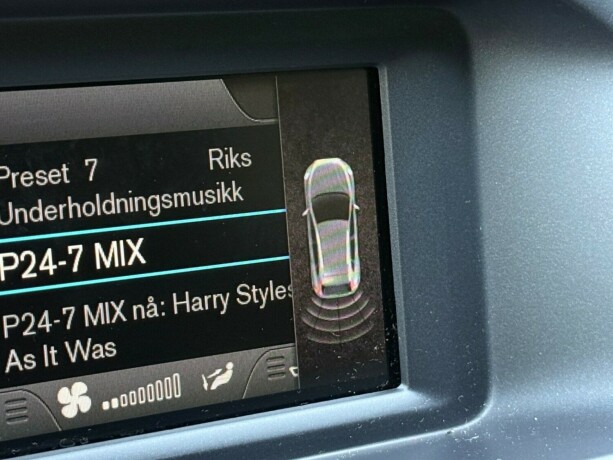 Preset 7 Riks
Underholdningsmusikk
P24-7 MIX
P24-7 MIX nå: Harry Styles
As It Was